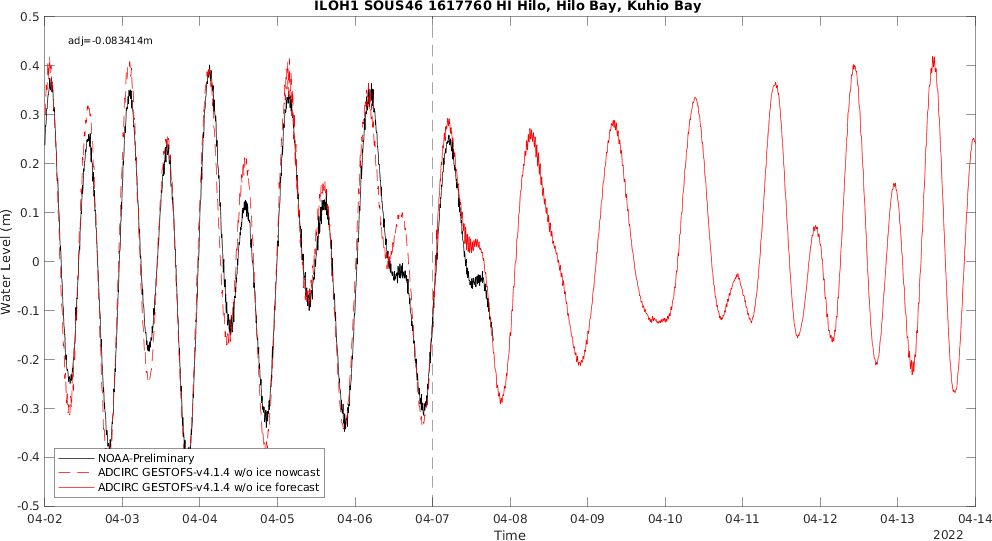 ILOH1 SOUS46 1617760 HI Hilo, Hilo Bay, Kuhio Bay
adj=-0.083414m
0.5
0.4
0.3
0.2
0.1
0
-0.1
-0.2
-0.3
-0.4
-0.5
Water Level (m)
NOAA-Preliminary
ADCIRC GESTOFS-v4.1.4 w/o ice nowcast
ADCIRC GESTOFS-v4.1.4 w/o ice forecast
04-02 04-03 04-04 04-05 04-06 04-07 04-08 04-09 04-10 04-11 04-12 04-13 04-14
Time
2022